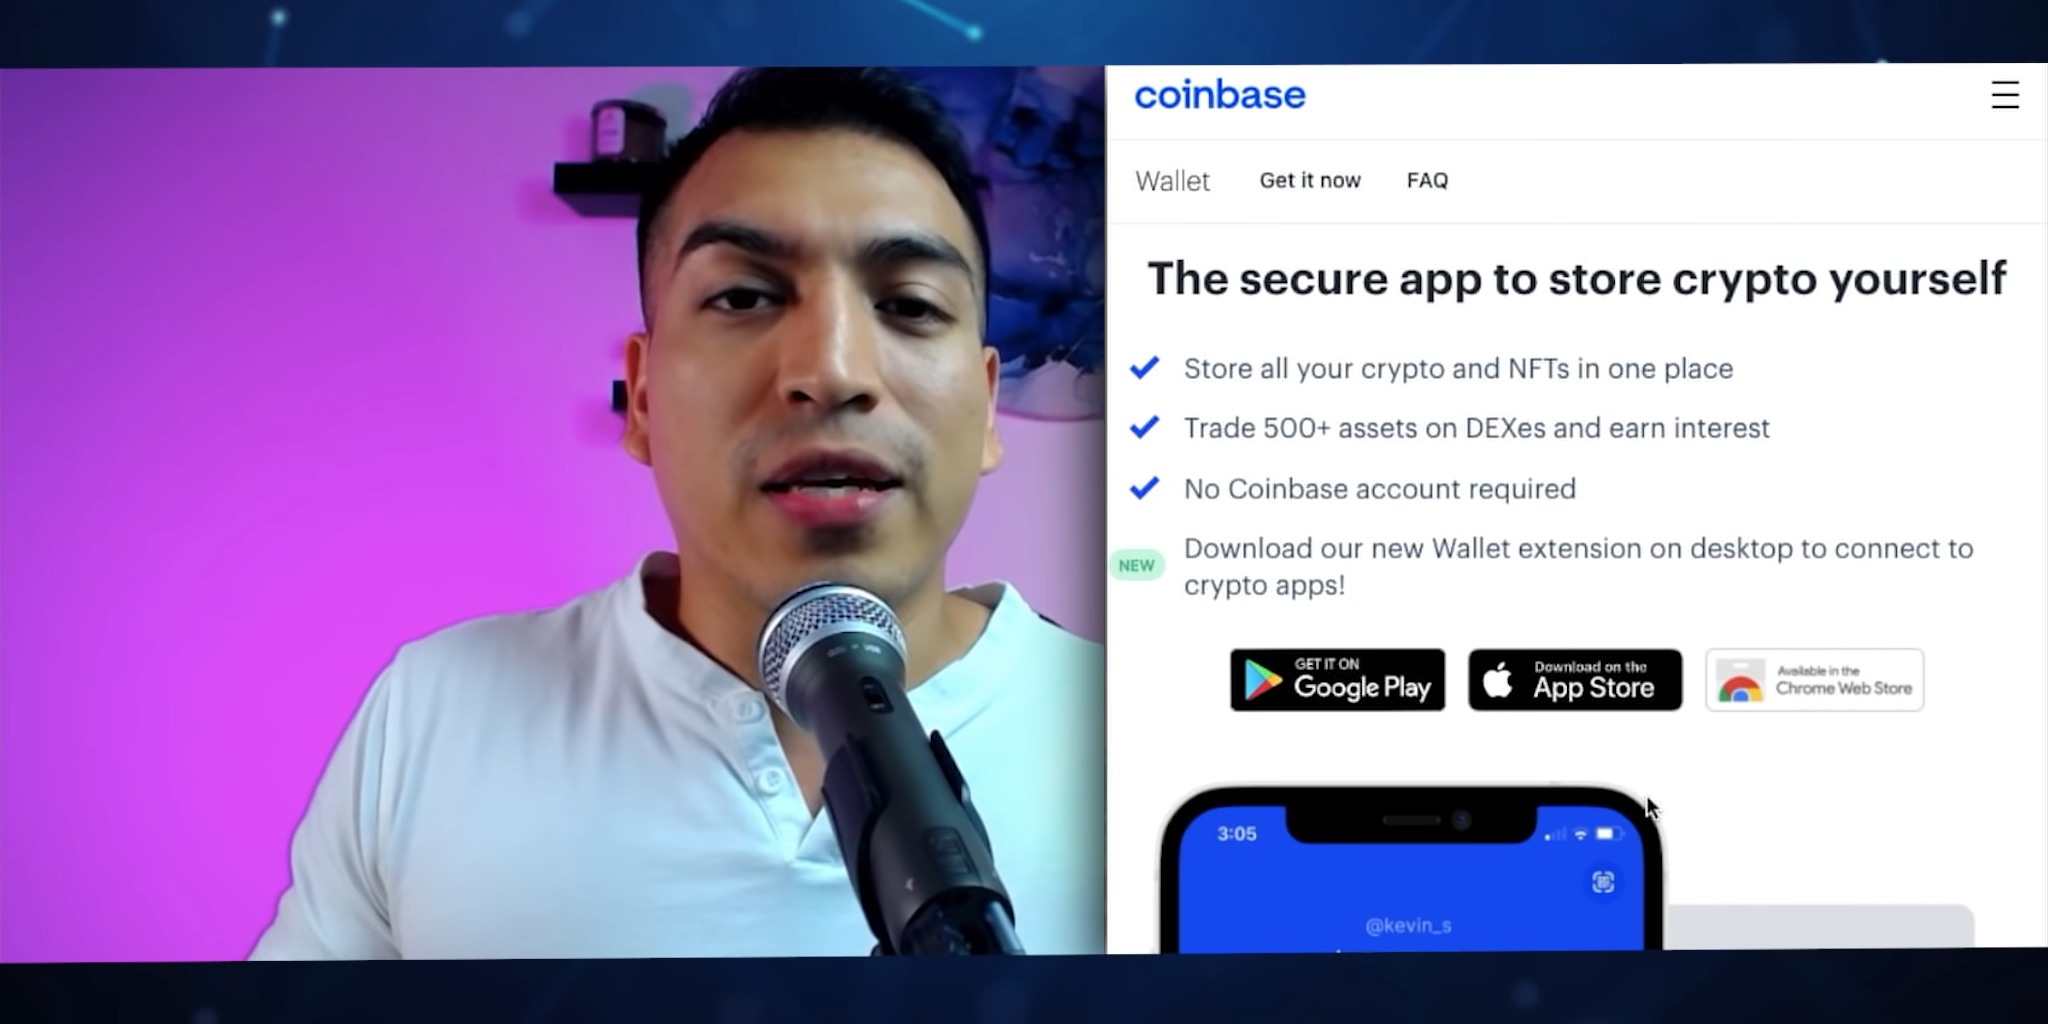 coinbase
Wallet
Get it now
FAQ
The secure app to store crypto yourself
Store all your crypto and NFTs in one place
Trade 500+ assets on DEXes and earn interest
No Coinbase account required
NEW
Download our new Wallet extension on desktop to connect to
crypto apps!
GET IT ON
Google Play
Download on the
App Store
Available in the
Chrome Web Store
3:05
@kevin_s